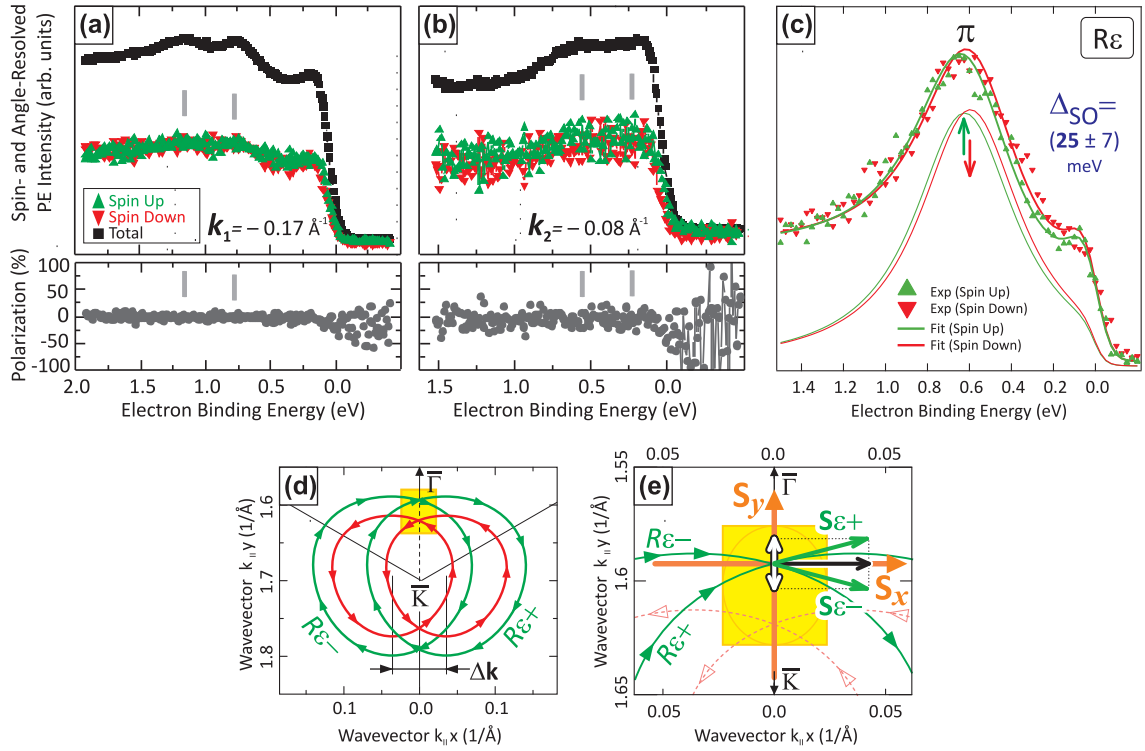 (a)
Spin- and Angle-Resolved
P.E Intensity (arb. units)
Spin Up
Spin Down
Total
k1 = − 0.17 Å-1
Polarization (%)
100
50
0
-50
-100
2.0 1.5 1.0 0.5 0.0
Electron Binding Energy (eV)
(b)
k2 = − 0.08 Å-1
1.5 1.0 0.5 0.0
Electron Binding Energy (eV)
(c)
π
Rε
ΔSO=
(25 ± 7)
meV
Exp (Spin Up)
Exp (Spin Down)
Fit (Spin Up)
Fit (Spin Down)
1.4 1.2 1.0 0.8 0.6 0.4 0.2 0.0
Electron Binding Energy (eV)
(d)
Γ̅
K̅
Rε−
Rε+
Δk
Wavevector k|| y (1/Å)
1.6
1.7
1.8
0.1 0.0 0.1
Wavevector k|| x (1/Å)
(e)
0.05 0.0 0.05
Γ̅
Sy
Sε+
Rε−
Sx
Sε−
Rε+
K̅
Wavevector k|| y (1/Å)
1.55
1.6
1.65
0.05 0.0 0.05
Wavevector k|| x (1/Å)